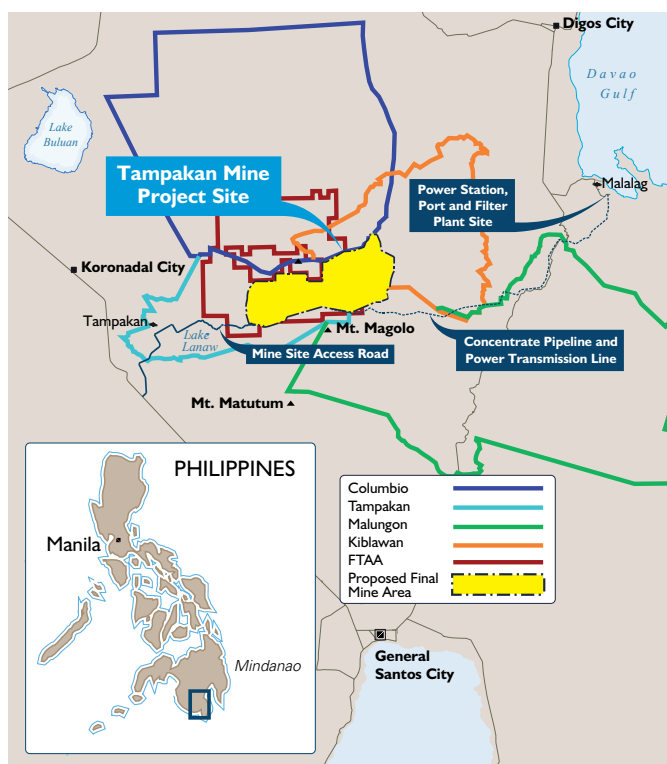 Digos City
Davao
Gulf
Lake
Buluan
Tampakan Mine
Project Site
Power Station,
Port and Filter
Plant Site
Malalag
Koronadal City
Tampakan
Lake
Lanaw
Mt. Magolo
Mine Site Access Road
Concentrate Pipeline and
Power Transmission Line
Mt. Matutum
PHILIPPINES
Manila
Mindanao
Columbio
Tampakan
Malungon
Kiblawan
FTAA
Proposed Final
Mine Area
General
Santos City